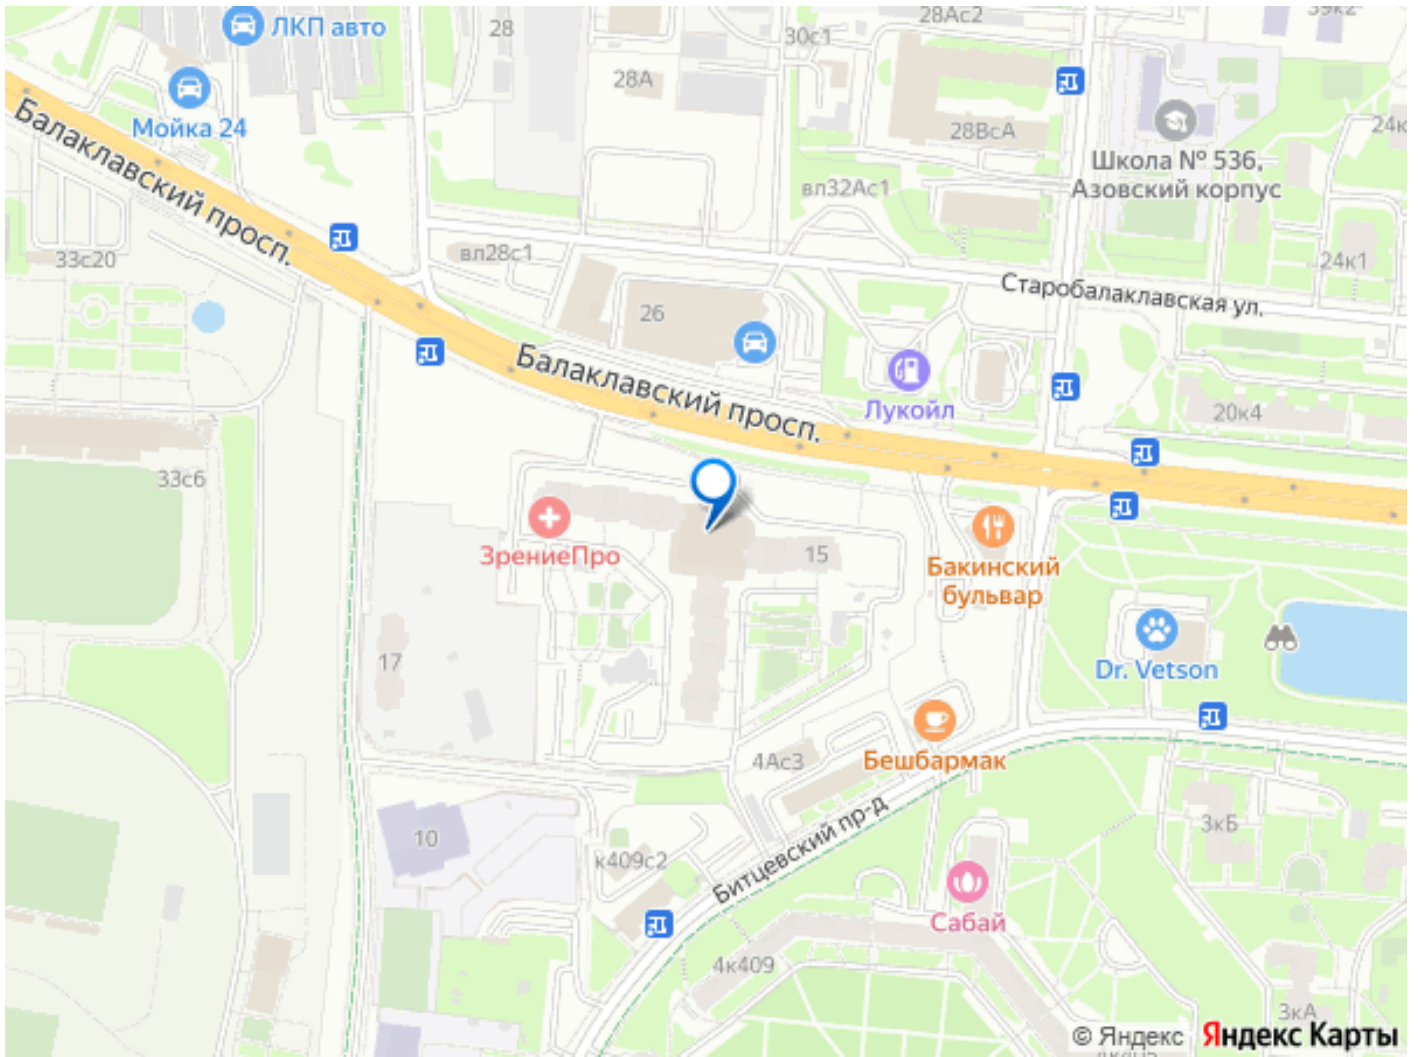 ЛКП авто
28
28Ас2
30с1
28А
Мойка 24
28ВсА
Школа № 536,
Азовский корпус
вл32Ас1
Балаклавский просп.
33с20
вл28с1
24к1
Старобалаклавская ул.
26
Балаклавский просп.
Лукойл
20к4
33с6
ЗрениеПро
15
Бакинский
бульвар
17
Dr. Vetson
4Ас3
Бешбармак
10
Битцевский пр-д
3кБ
к409с2
Сабай
4к409
3кА
© Яндекс
Яндекс Карты